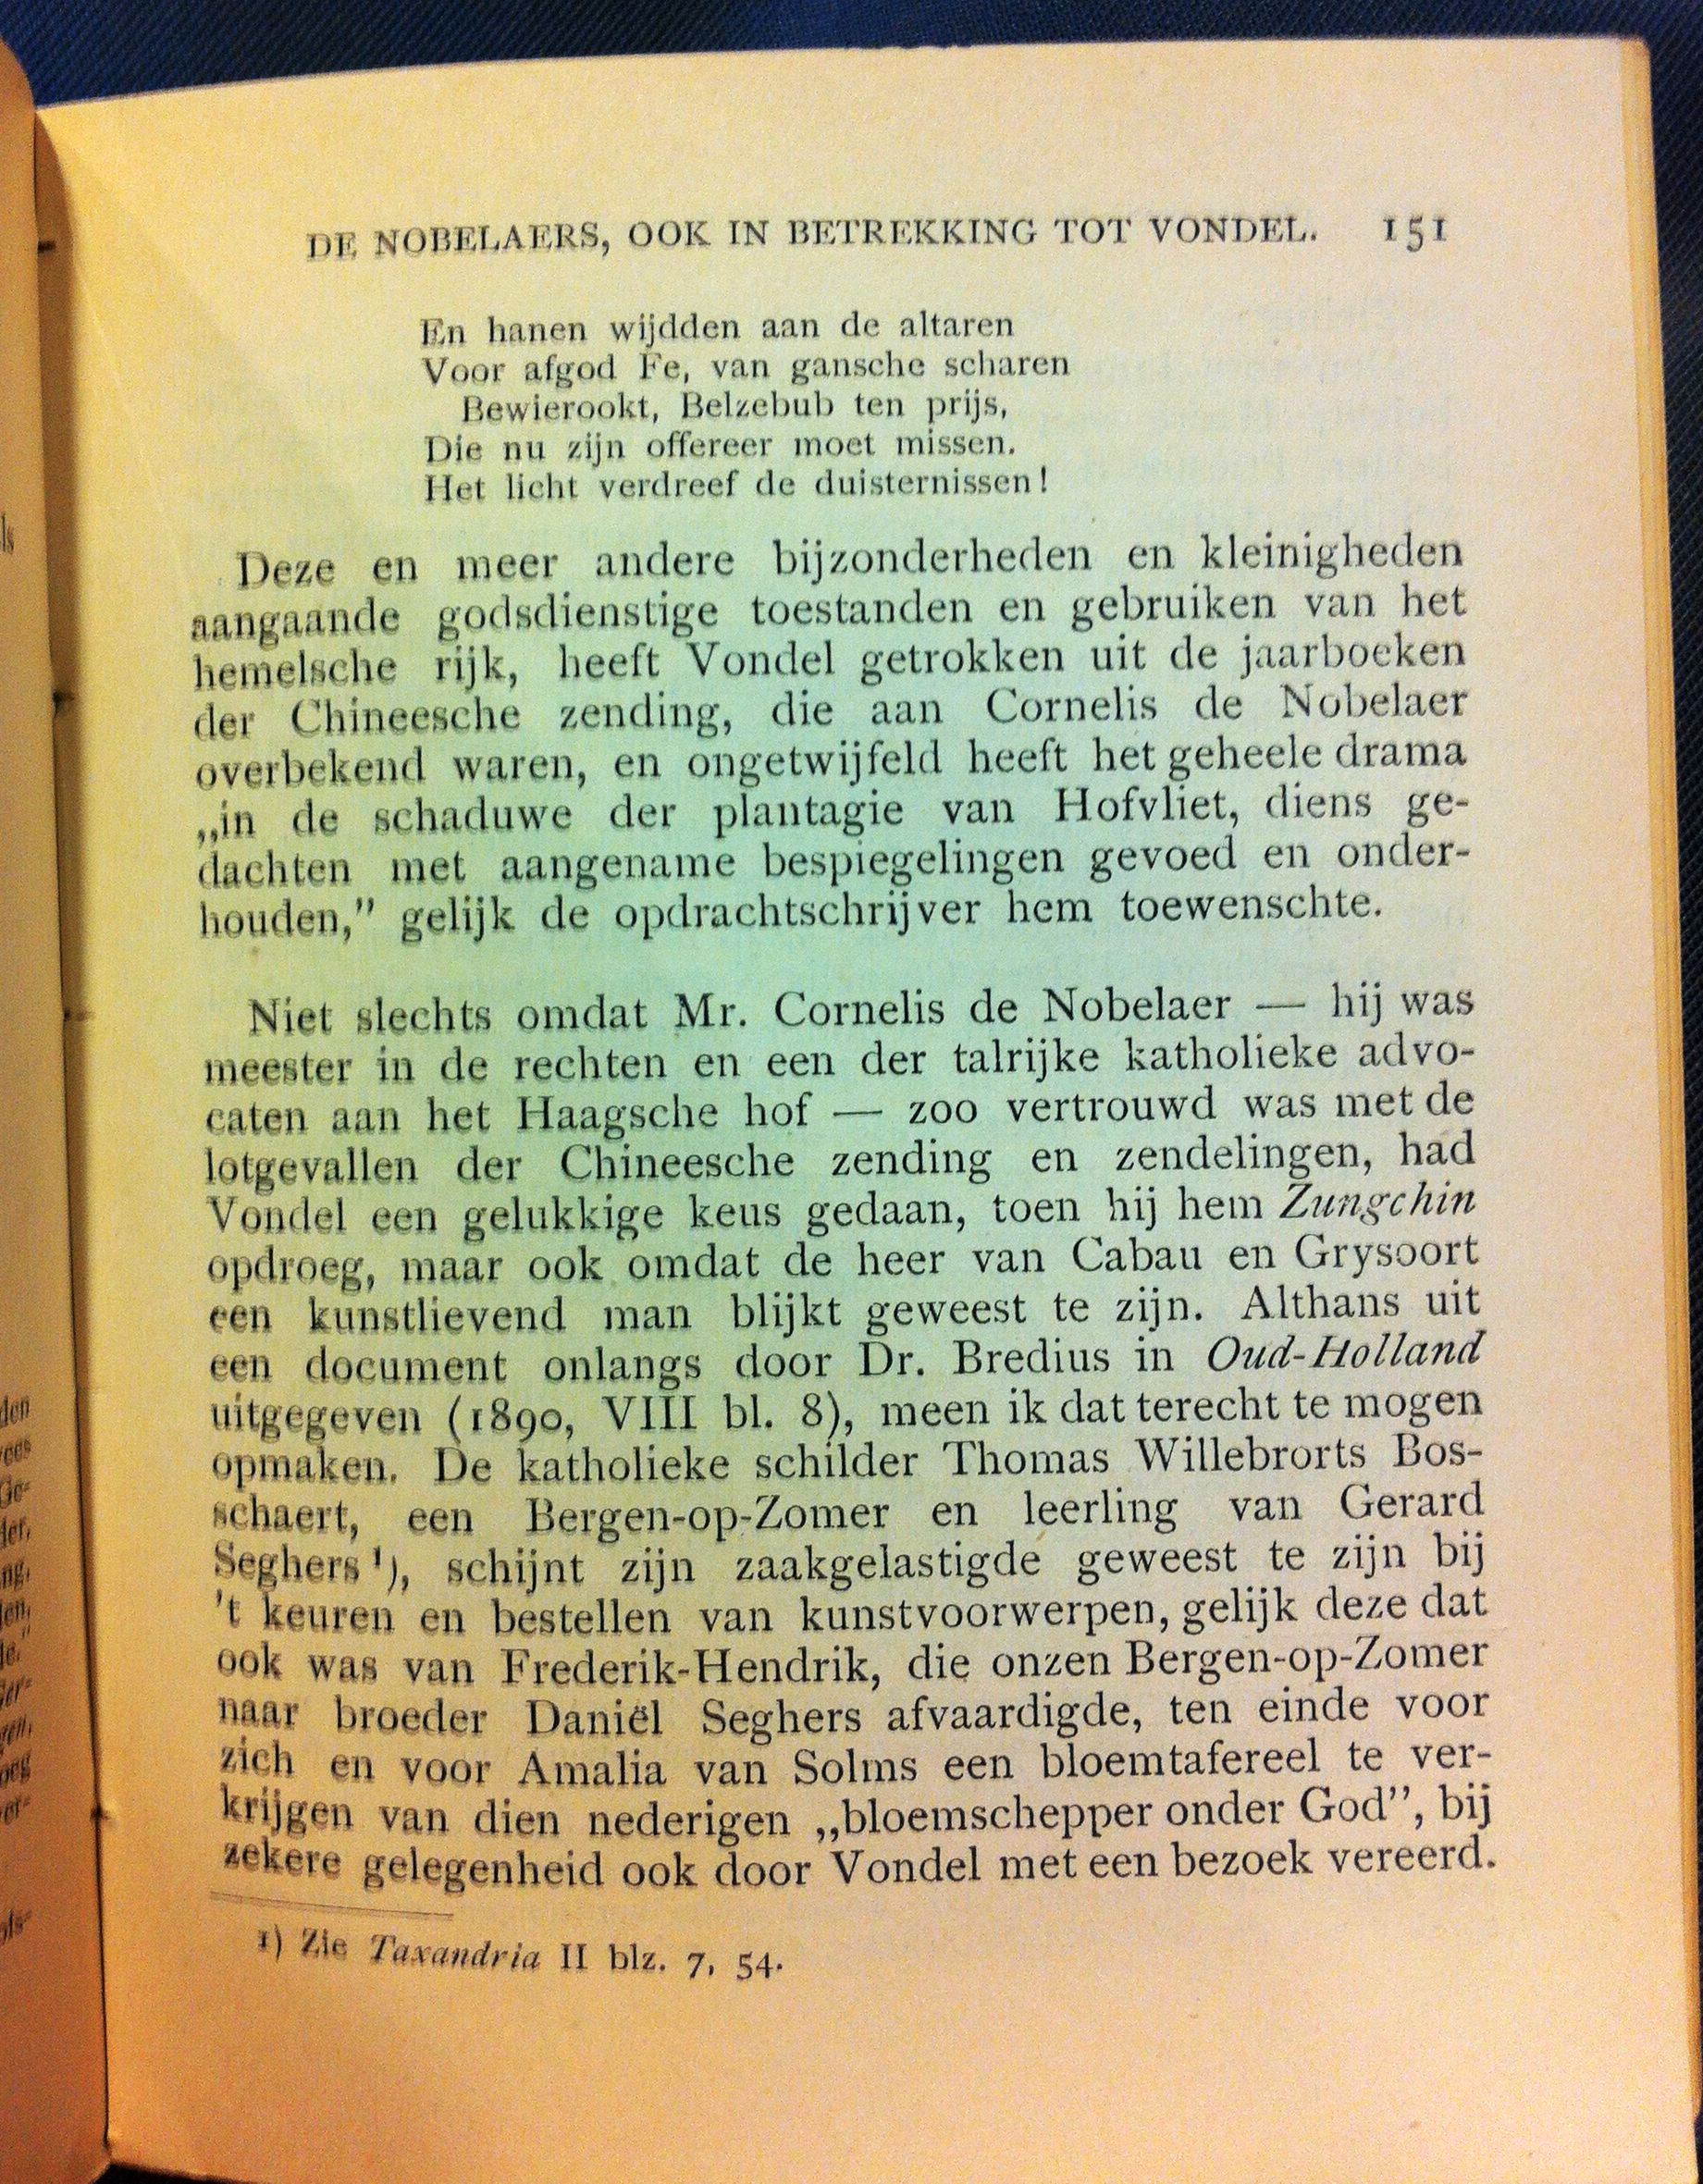 DE NOBELAERS, OOK IN BETREKKING TOT VONDEL. 151
En hanen wijdden aan de altaren
Voor afgod Fe, van gansche scharen
Bewierookt, Belzebub ten prijs,
Die nu zijn offereer moet missen.
Het licht verdreef de duisternissen!
Deze en meer andere bijzonderheden en kleinigheden
aangaande godsdienstige toestanden en gebruiken van het
hemelsche rijk, heeft Vondel getrokken uit de jaarboeken
der Chineesche zending, die aan Cornelis de Nobelaer
overbekend waren, en ongetwijfeld heeft het geheele drama
„in de schaduwe der plantagie van Hofvliet, diens ge-
dachten met aangename bespiegelingen gevoed en onder-
houden,” gelijk de opdrachtschrijver hem toewenschte.
Niet slechts omdat Mr. Cornelis de Nobelaer — hij was
meester in de rechten en een der talrijke katholieke advo-
caten aan het Haagsche hof — zoo vertrouwd was met de
lotgevallen der Chineesche zending en zendelingen, had
Vondel een gelukkige keus gedaan, toen hij hem Zungchin
opdroeg, maar ook omdat de heer van Cabau en Grysoort
een kunstlievend man blijkt geweest te zijn. Althans uit
een document onlangs door Dr. Bredius in Oud-Holland
uitgegeven (1890, VIII bl. 8), meen ik dat terecht te mogen
opmaken. De katholieke schilder Thomas Willebrorts Bos-
schaert, een Bergen-op-Zomer en leerling van Gerard
Seghers ¹), schijnt zijn zaakgelastigde geweest te zijn bij
't keuren en bestellen van kunstvoorwerpen, gelijk deze dat
ook was van Frederik-Hendrik, die onzen Bergen-op-Zomer
naar broeder Daniël Seghers afvaardigde, ten einde voor
zich en voor Amalia van Solms een bloemtafereel te ver-
krijgen van dien nederigen „bloemschepper onder God”, bij
zekere gelegenheid ook door Vondel met een bezoek vereerd.
1) Zie Taxandria II blz. 7, 54.